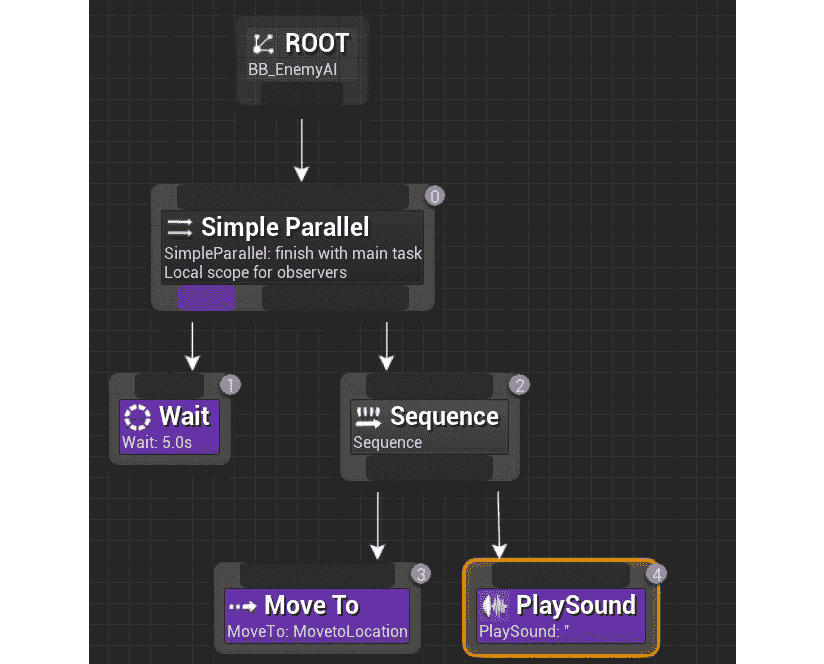 ROOT
BB_EnemyAI
0
Simple Parallel
SimpleParallel: finish with main task
Local scope for observers
1
Wait
Wait: 5.0s
2
Sequence
Sequence
3
Move To
MoveTo: MovetoLocation
4
PlaySound
PlaySound: "